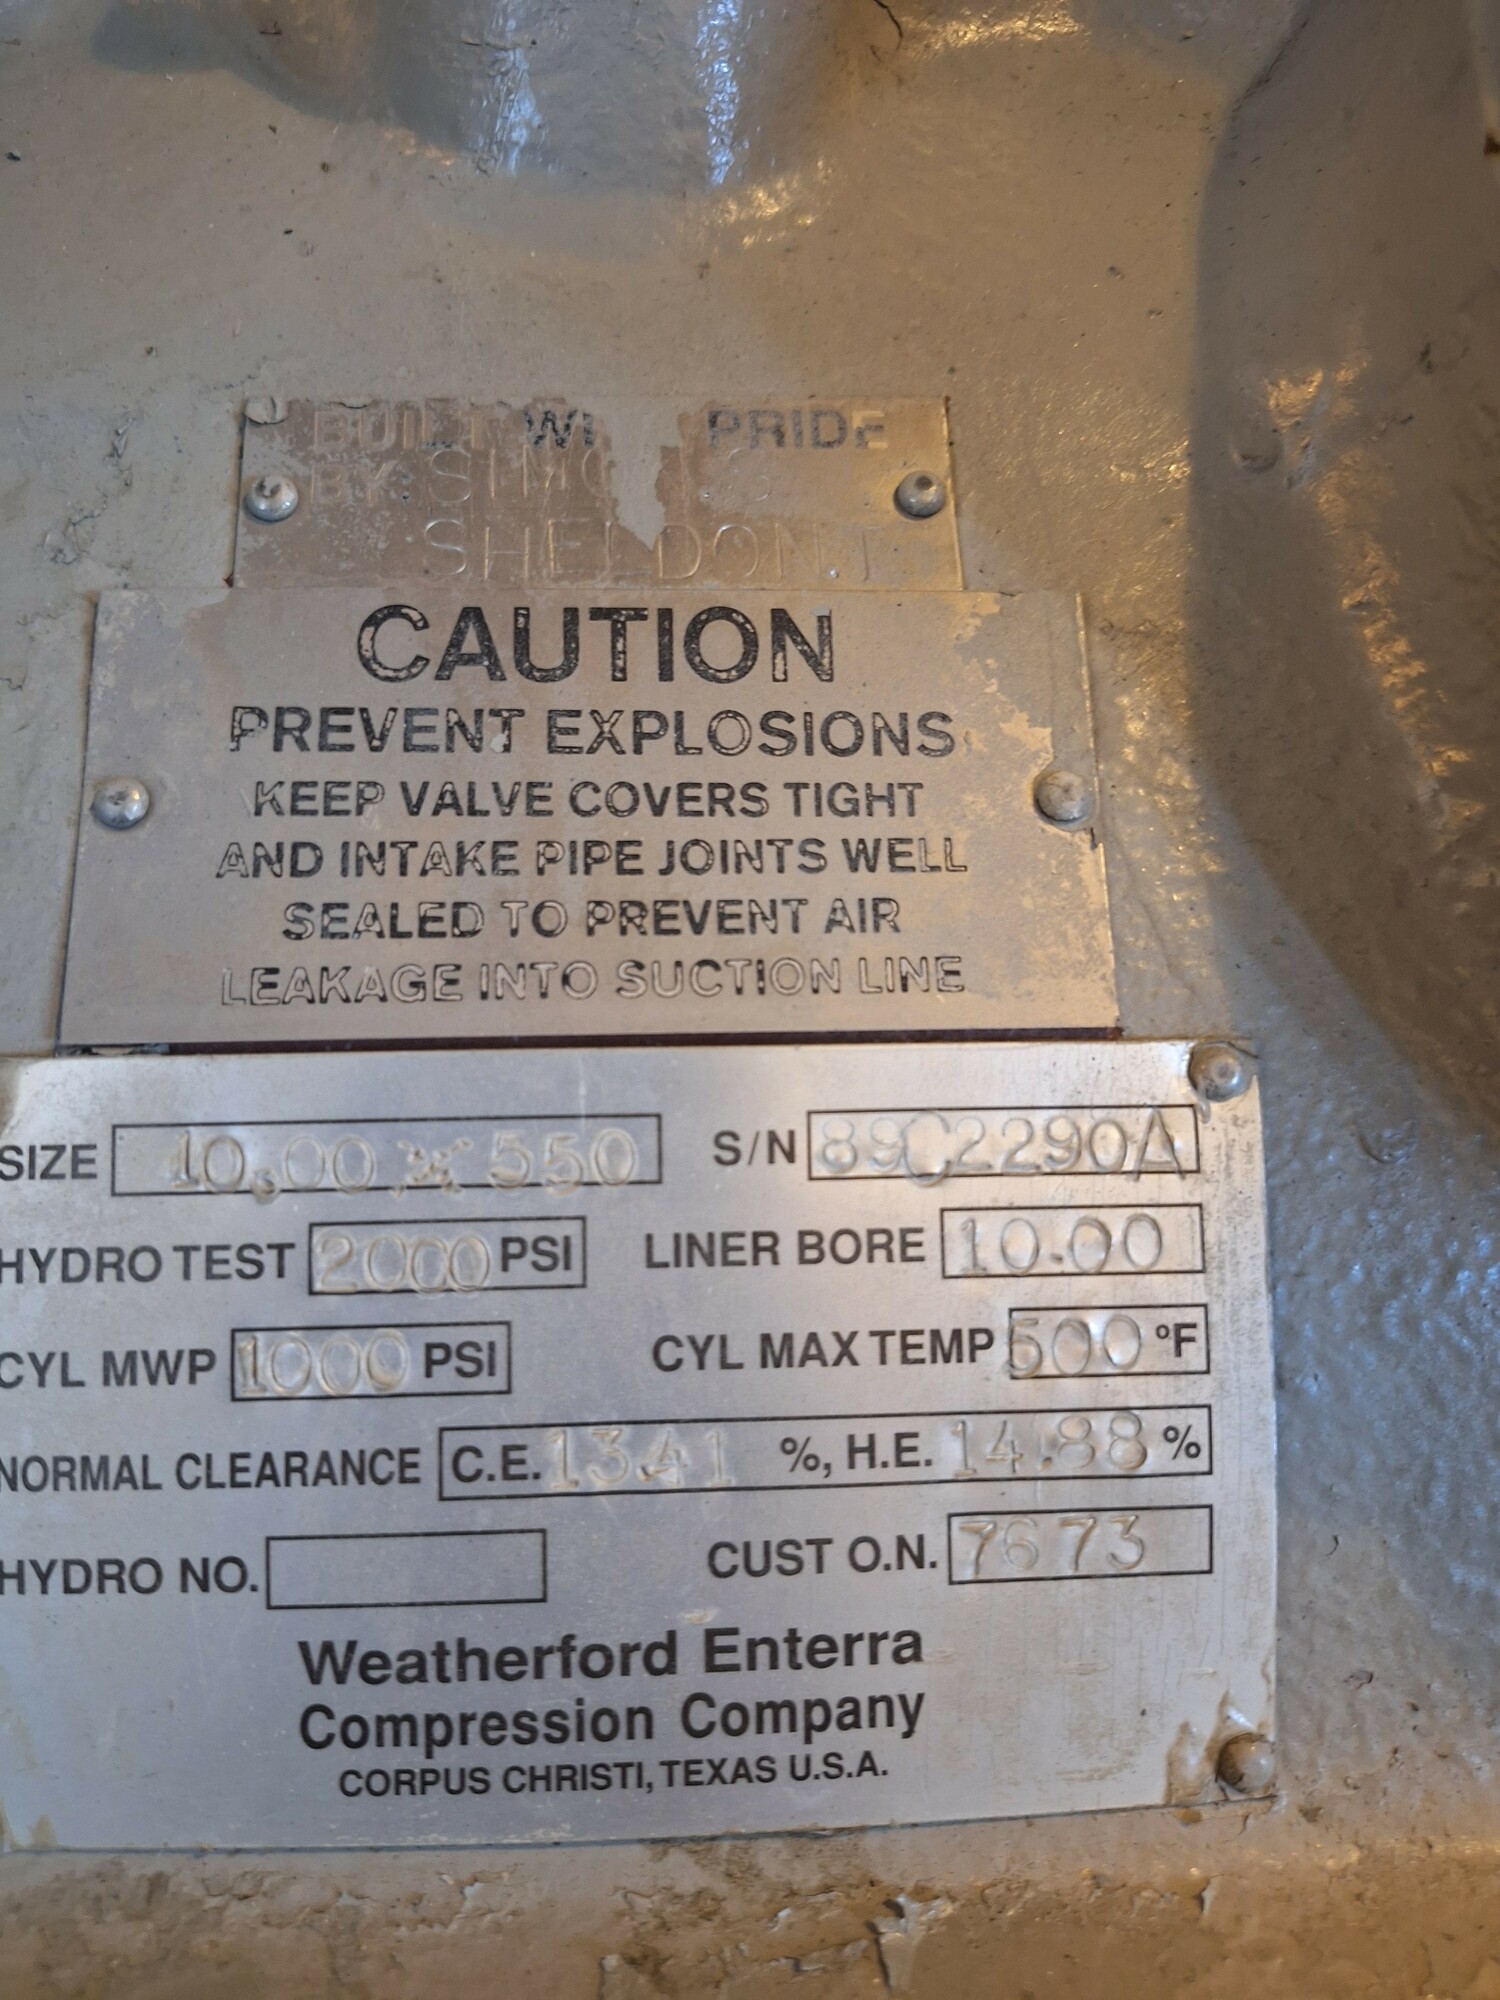 BUILT PRIDE
BY:
SHELDON T
CAUTION
PREVENT EXPLOSIONS
KEEP VALVE COVERS TIGHT
AND INTAKE PIPE JOINTS WELL
SEALED TO PREVENT AIR
LEAKAGE INTO SUCTION LINE
SIZE 10.00 X 550 S/N 89C2290A
HYDRO TEST 2000 PSI LINER BORE 10.00
CYL MWP 1000 PSI CYL MAX TEMP 500 °F
NORMAL CLEARANCE C.E. 13.41 %, H.E. 14.88 %
HYDRO NO. CUST O.N. 7673
Weatherford Enterra
Compression Company
CORPUS CHRISTI, TEXAS U.S.A.